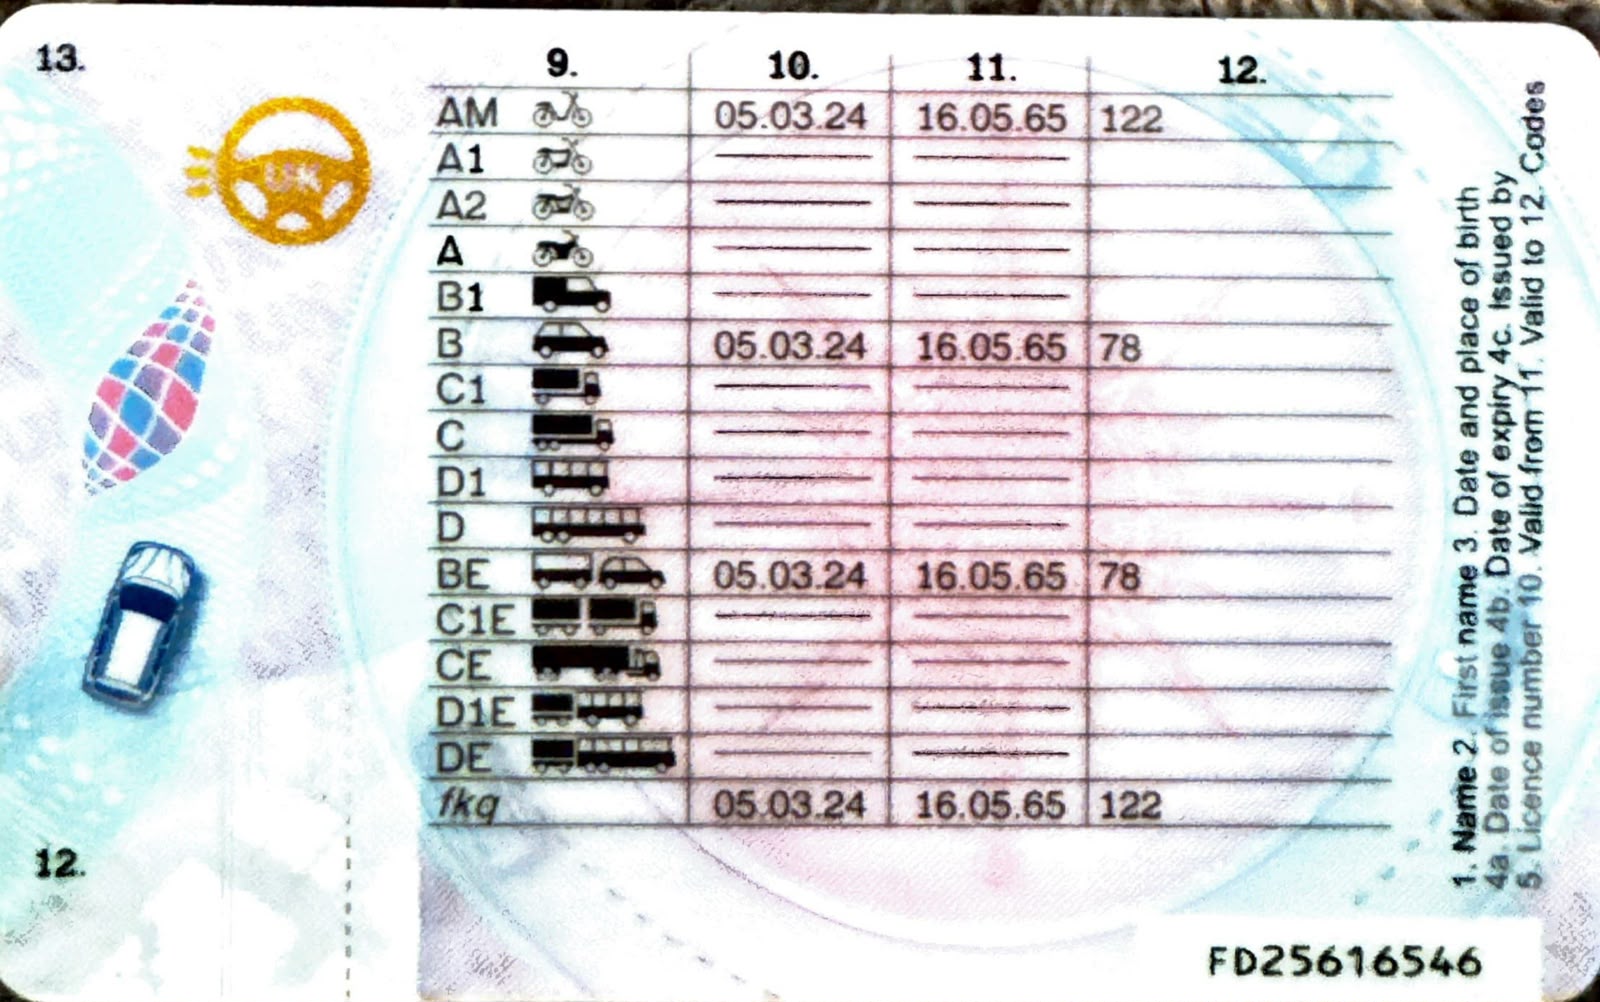 13.
9. 10. 11. 12.
AM 05.03.24 16.05.65 122
A1
A2
A
B1
B 05.03.24 16.05.65 78
C1
C
D1
D
BE 05.03.24 16.05.65 78
C1E
CE
D1E
DE
fkq 05.03.24 16.05.65 122
12.
UK
1. Name 2. First name 3. Date and place of birth
4a. Date of issue 4b. Date of expiry 4c. Issued by
5. Licence number 10. Valid from 11. Valid to 12. Codes
FD25616546